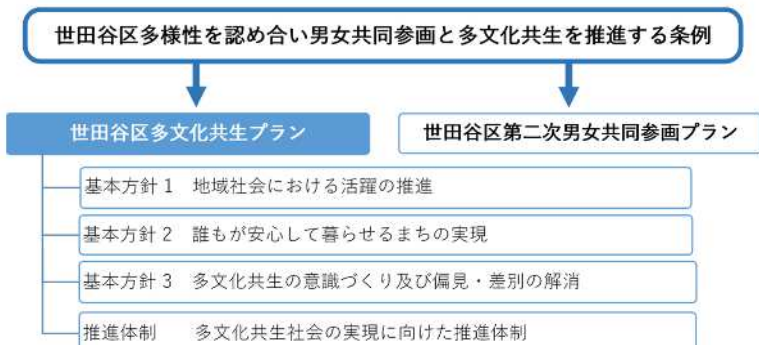 世田谷区多様性を認め合い男女共同参画と多文化共生を推進する条例
世田谷区多文化共生プラン
世田谷区第二次男女共同参画プラン
基本方針１　地域社会における活躍の推進
基本方針２　誰もが安心して暮らせるまちの実現
基本方針３　多文化共生の意識づくり及び偏見・差別の解消
推進体制　　多文化共生社会の実現に向けた推進体制